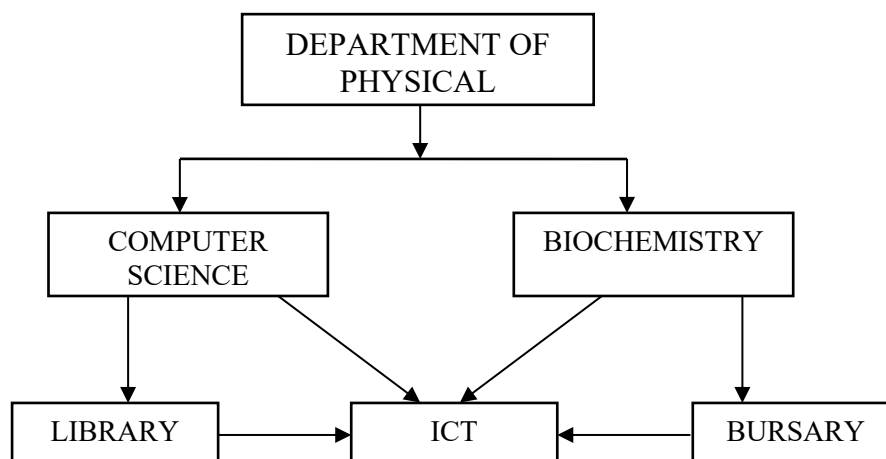 DEPARTMENT OF
PHYSICAL
COMPUTER
SCIENCE
BIOCHEMISTRY
LIBRARY
ICT
BURSARY